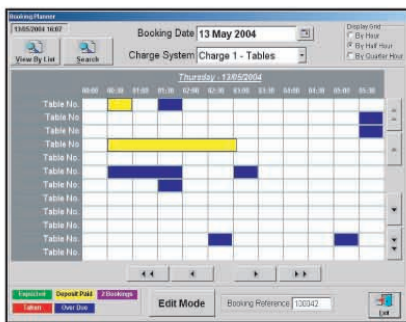 Booking Planner
13/05/2004 16:07
Booking Date 13 May 2004
Display Grid
By Hour
By Half Hour
By Quarter Hour
View By List
Search
Charge System Charge 1 - Tables
Thursday - 13/05/2004
00:00 00:30 01:00 01:30 02:00 02:30 03:00 03:30 04:00 04:30 05:00 05:30
Table No.
Table No.
Table No.
Table No.
Table No.
Table No.
Table No.
Table No.
Table No.
Table No.
Table No.
Table No.
Expected Deposit Paid 2 Bookings
Taken Over Due
Edit Mode
Booking Reference 100042
Exit